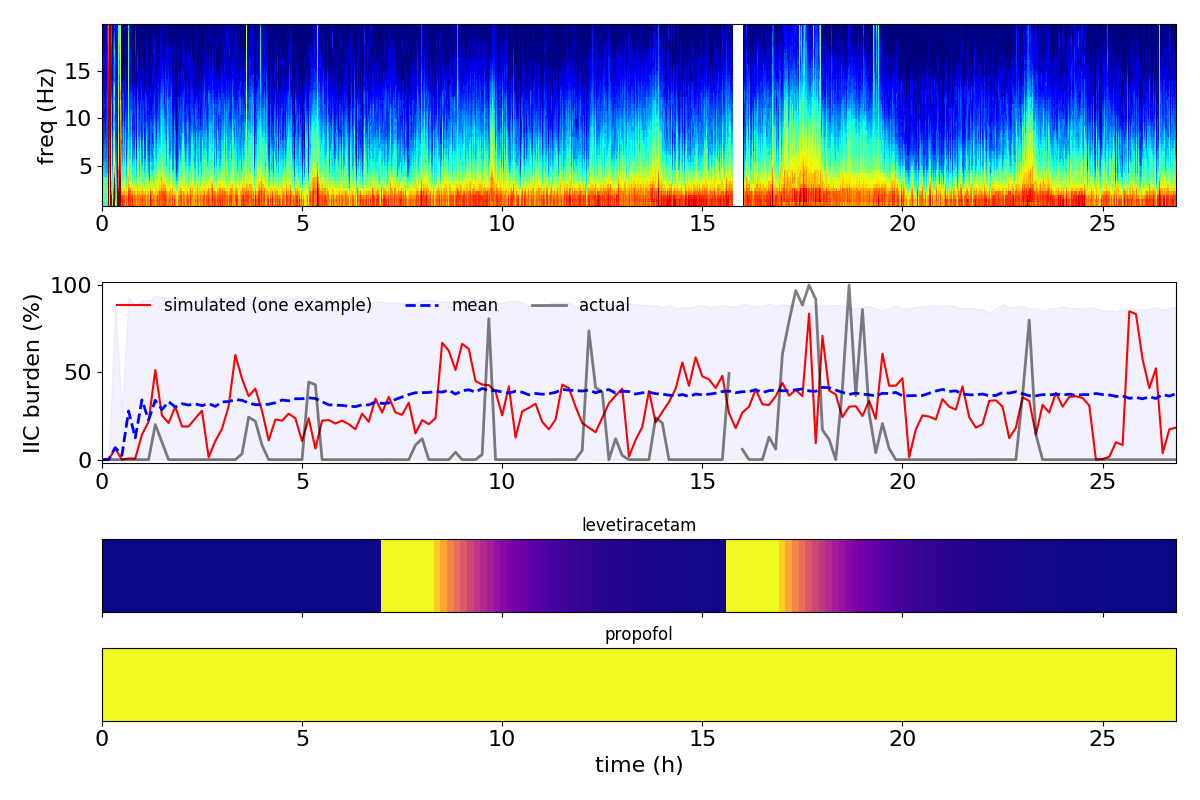 freq (Hz)
15
10
5
0 5 10 15 20 25
IIC burden (%)
100
50
0
simulated (one example) mean actual
0 5 10 15 20 25
levetiracetam
propofol
0 5 10 15 20 25
time (h)